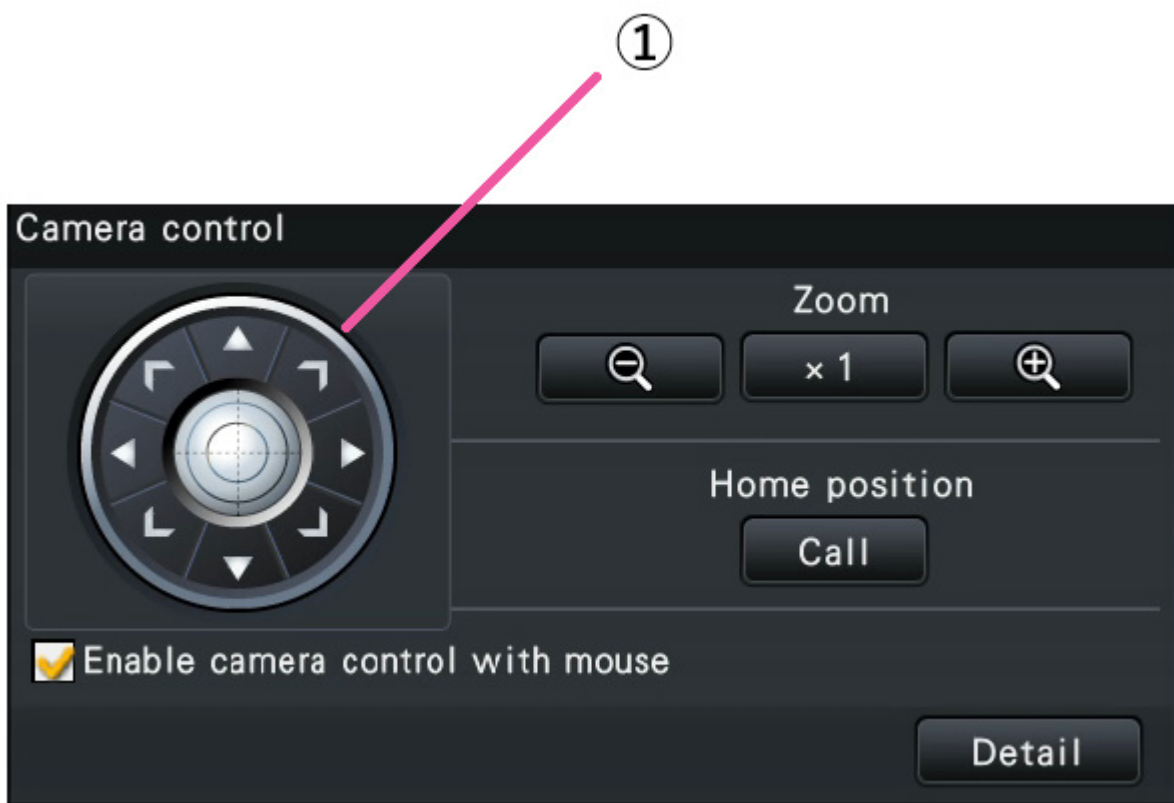 ①
Camera control
Zoom
× 1
Home position
Call
Enable camera control with mouse
Detail